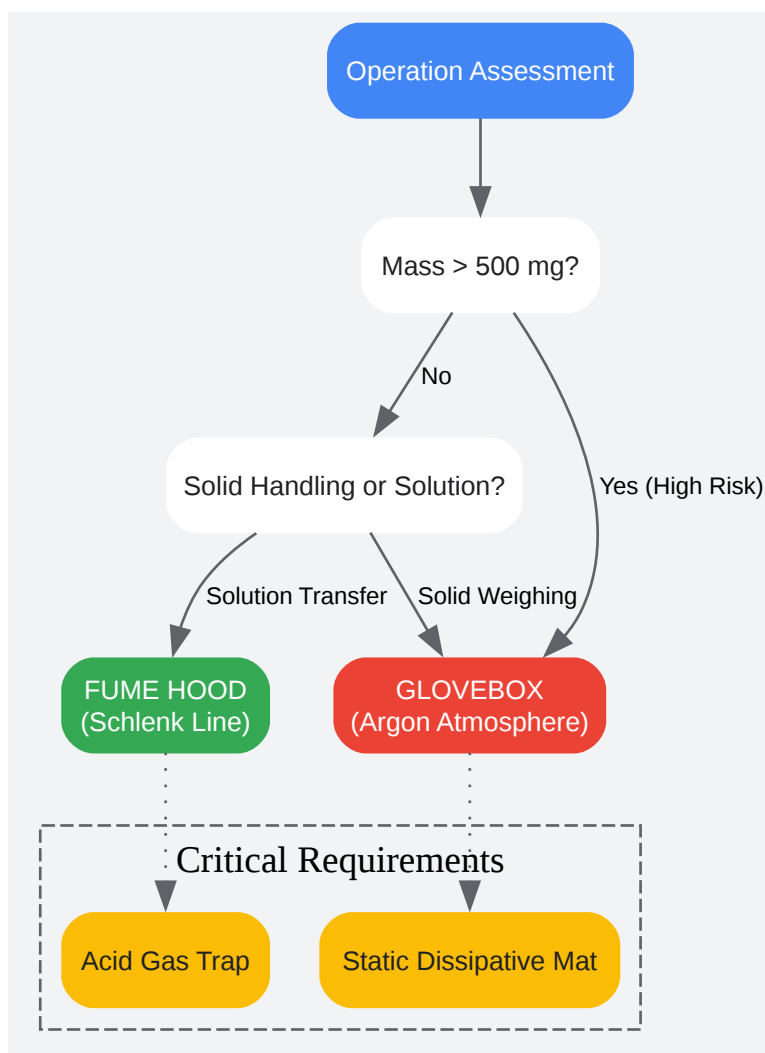 Operation Assessment
Mass > 500 mg?
No
Solid Handling or Solution?
Yes (High Risk)
Solution Transfer
Solid Weighing
FUME HOOD
(Schlenk Line)
GLOVEBOX
(Argon Atmosphere)
Critical Requirements
Acid Gas Trap
Static Dissipative Mat